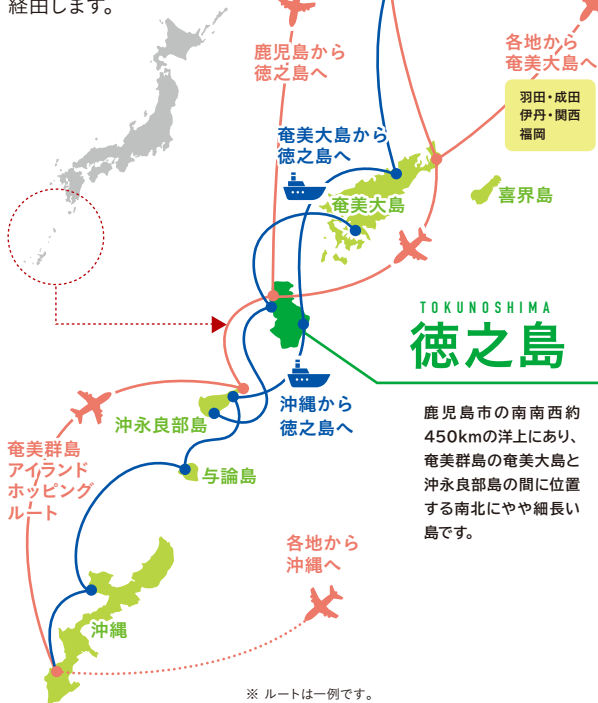 経由します。
鹿児島から
徳之島へ
各地から
奄美大島へ
羽田・成田
伊丹・関西
福岡
奄美大島から
徳之島へ
奄美大島
喜界島
TOKUNOSHIMA
徳之島
鹿児島市の南南西約
450kmの洋上にあり、
奄美群島の奄美大島と
沖永良部島の間に位置
する南北にやや細長い
島です。
沖縄から
徳之島へ
沖永良部島
与論島
奄美群島
アイランド
ホッピング
ルート
各地から
沖縄へ
沖縄
※ ルートは一例です。